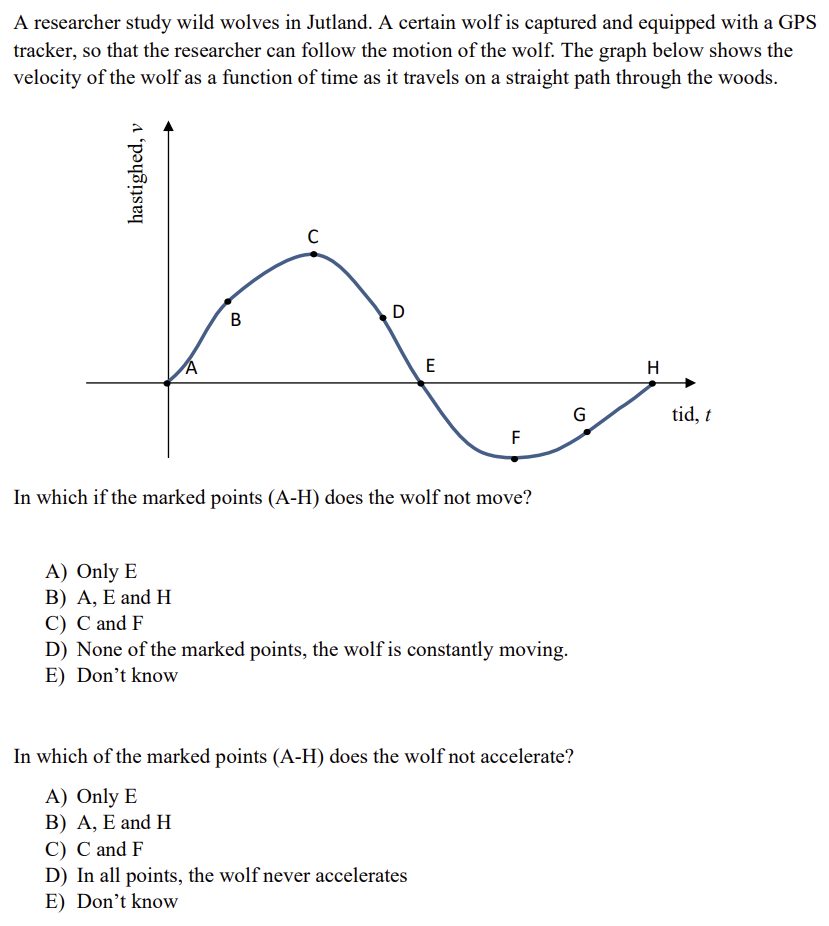 A researcher study wild wolves in Jutland. A certain wolf is captured and equipped with a GPS
tracker, so that the researcher can follow the motion of the wolf. The graph below shows the
velocity of the wolf as a function of time as it travels on a straight path through the woods.
hastighed, v
C
B
D
A
E
H
G
tid, t
F
In which if the marked points (A-H) does the wolf not move?
A) Only E
B) A, E and H
C) C and F
D) None of the marked points, the wolf is constantly moving.
E) Don’t know
In which of the marked points (A-H) does the wolf not accelerate?
A) Only E
B) A, E and H
C) C and F
D) In all points, the wolf never accelerates
E) Don’t know